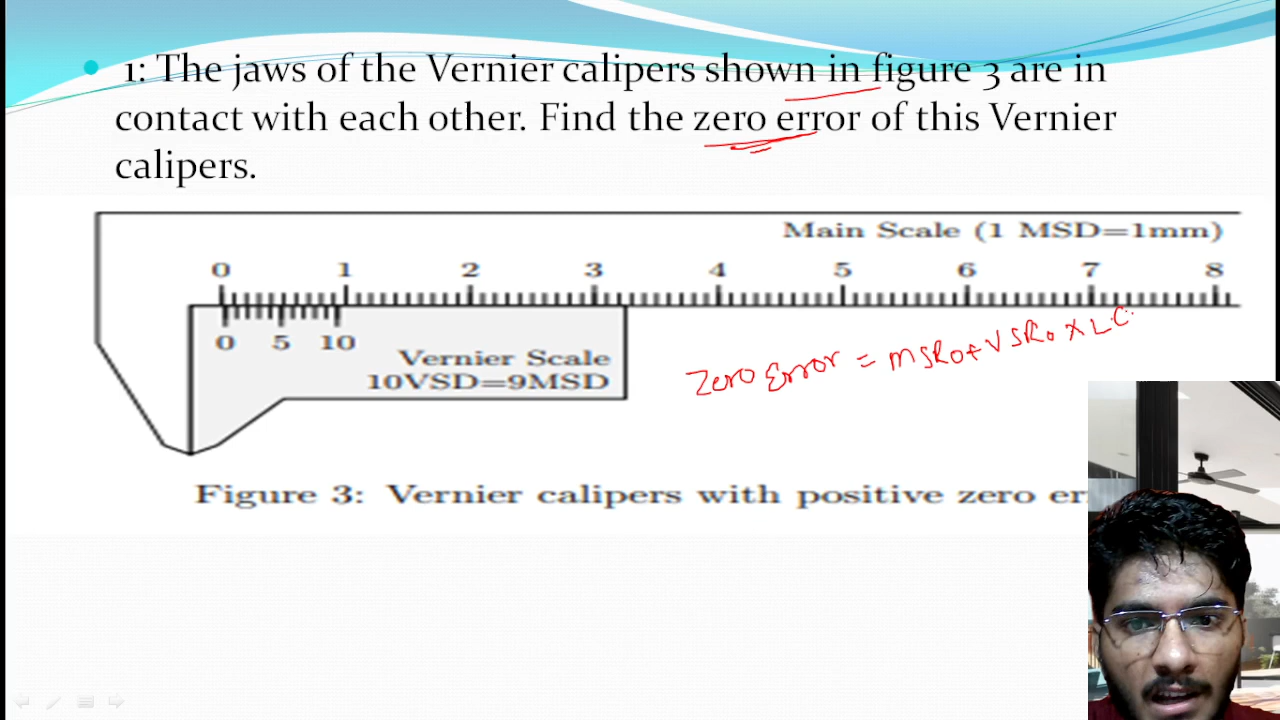 1: The jaws of the Vernier calipers shown in figure 3 are in
contact with each other. Find the zero error of this Vernier
calipers.
Main Scale (1 MSD=1mm)
0 1 2 3 4 5 6 7 8
0 5 10
Vernier Scale
10VSD=9MSD
Zero Error = MSR0+VSR0 X L.C.
Figure 3: Vernier calipers with positive zero er